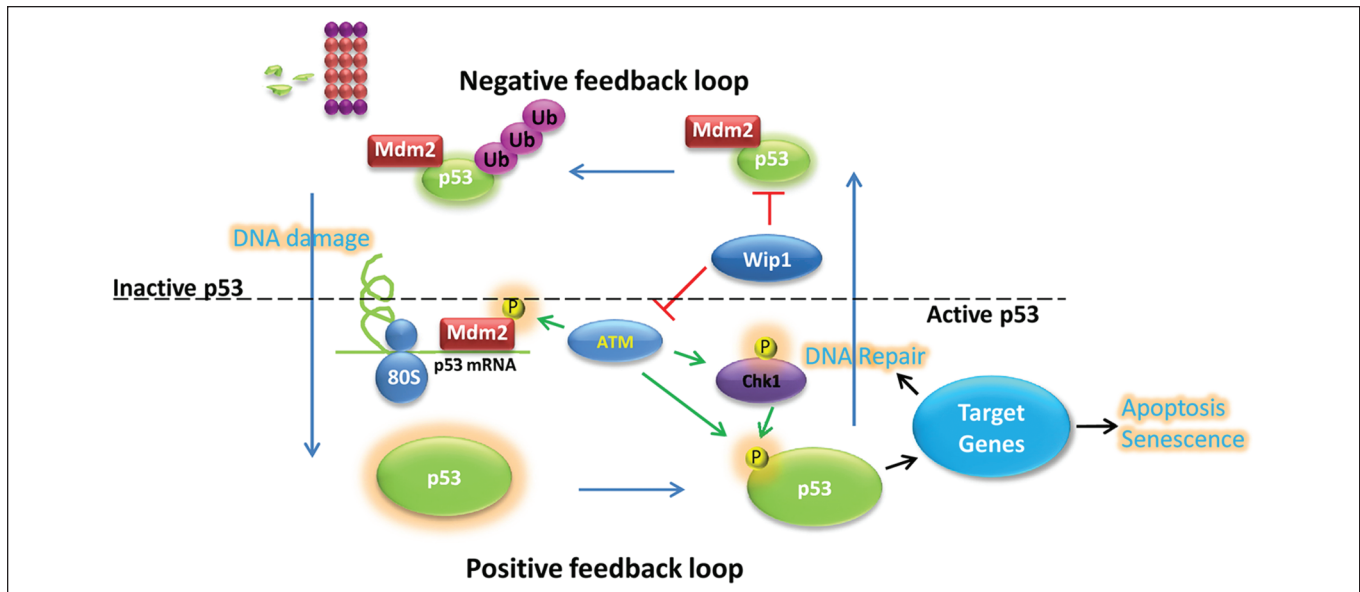 Negative feedback loop
Ub
Ub
Ub
Mdm2
p53
Mdm2
p53
DNA damage
Wip1
Inactive p53
Active p53
P
Mdm2
p53 mRNA
80S
ATM
P
Chk1
DNA Repair
Target
Genes
Apoptosis
Senescence
p53
P
p53
Positive feedback loop